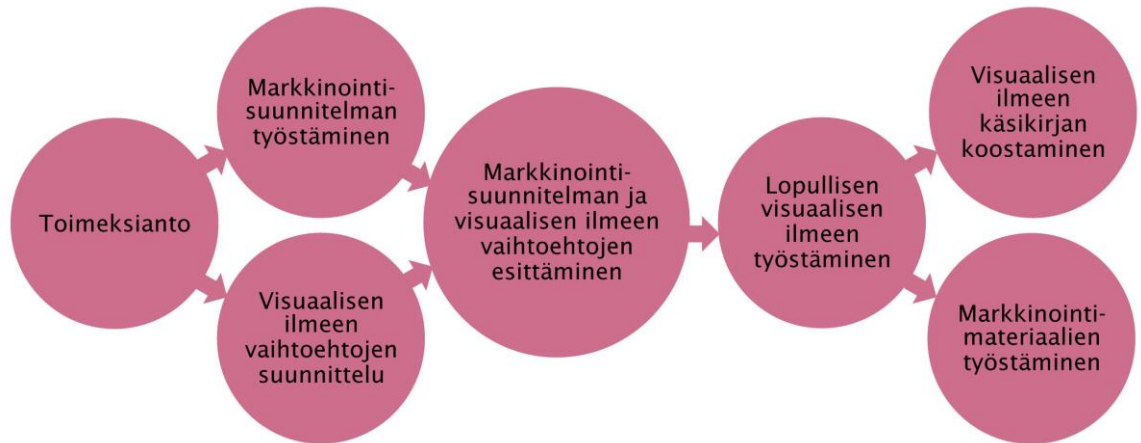 Toimeksianto
Markkinointi-
suunnitelman
työstäminen
Visuaalisen
ilmeen
vaihtoehtojen
suunnittelu
Markkinointi-
suunnitelman ja
visuaalisen ilmeen
vaihtoehtojen
esittäminen
Lopullisen
visuaalisen
ilmeen
työstäminen
Visuaalisen
ilmeen
käsikirjan
koostaminen
Markkinointi-
materiaalien
työstäminen